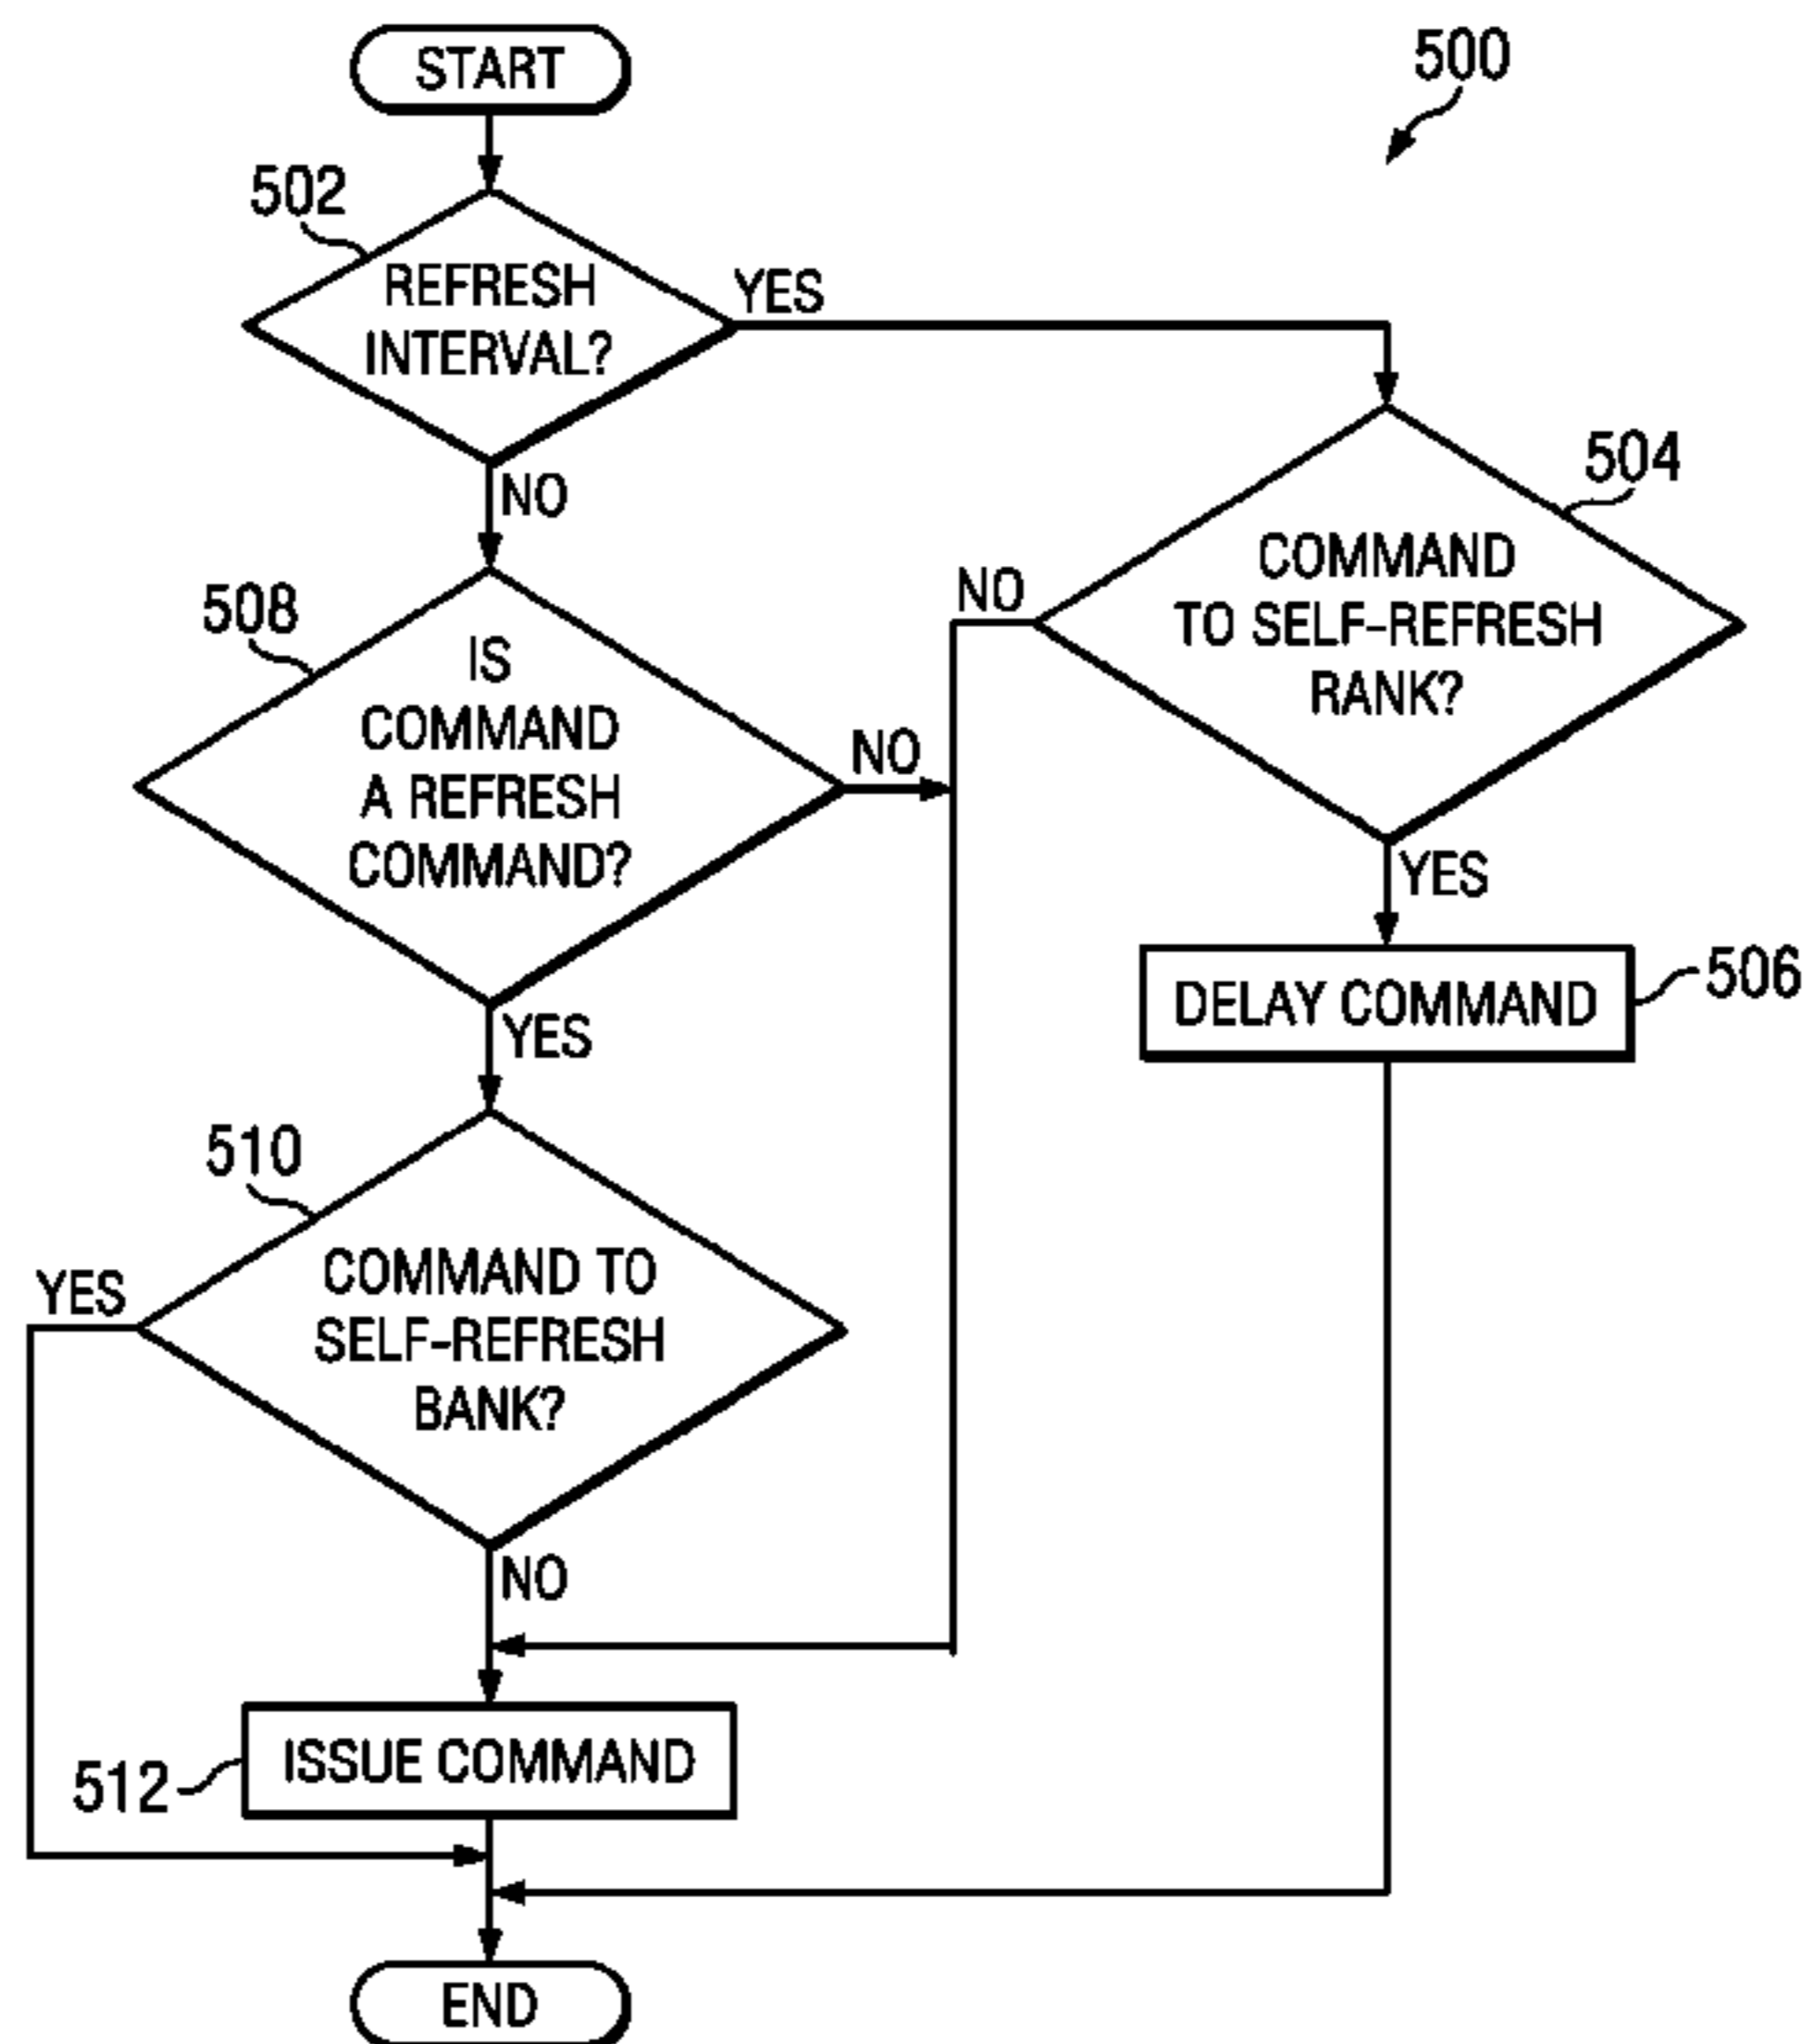 START
500
502
REFRESH
INTERVAL?
YES
NO
504
COMMAND
TO SELF-REFRESH
RANK?
NO
YES
508
IS
COMMAND
A REFRESH
COMMAND?
NO
YES
DELAY COMMAND
506
510
COMMAND TO
SELF-REFRESH
BANK?
YES
NO
ISSUE COMMAND
512
END